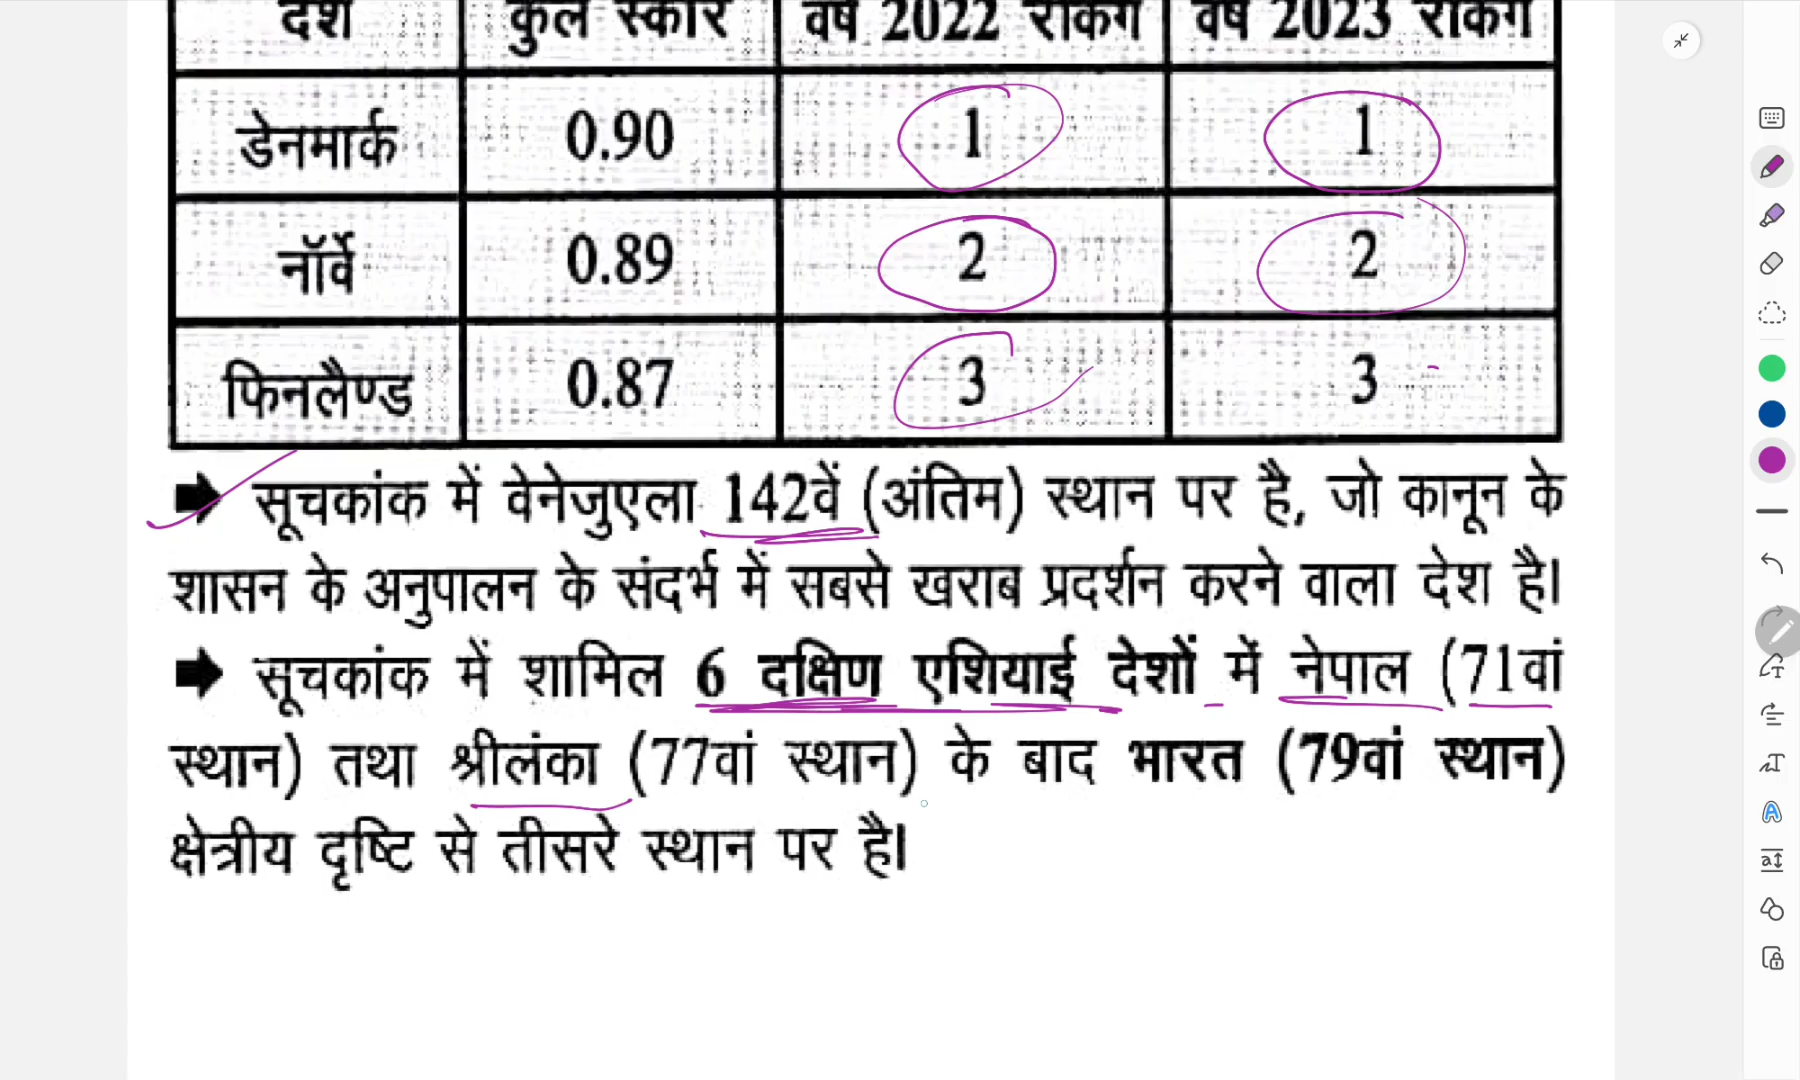 देश कुल स्कोर वर्ष 2022 रैंकिंग वर्ष 2023 रैंकिंग
डेनमार्क 0.90 1 1
नॉर्वे 0.89 2 2
फिनलैण्ड 0.87 3 3
सूचकांक में वेनेजुएला 142वें (अंतिम) स्थान पर है, जो कानून के
शासन के अनुपालन के संदर्भ में सबसे खराब प्रदर्शन करने वाला देश है।
सूचकांक में शामिल 6 दक्षिण एशियाई देशों में नेपाल (71वां
स्थान) तथा श्रीलंका (77वां स्थान) के बाद भारत (79वां स्थान)
क्षेत्रीय दृष्टि से तीसरे स्थान पर है।